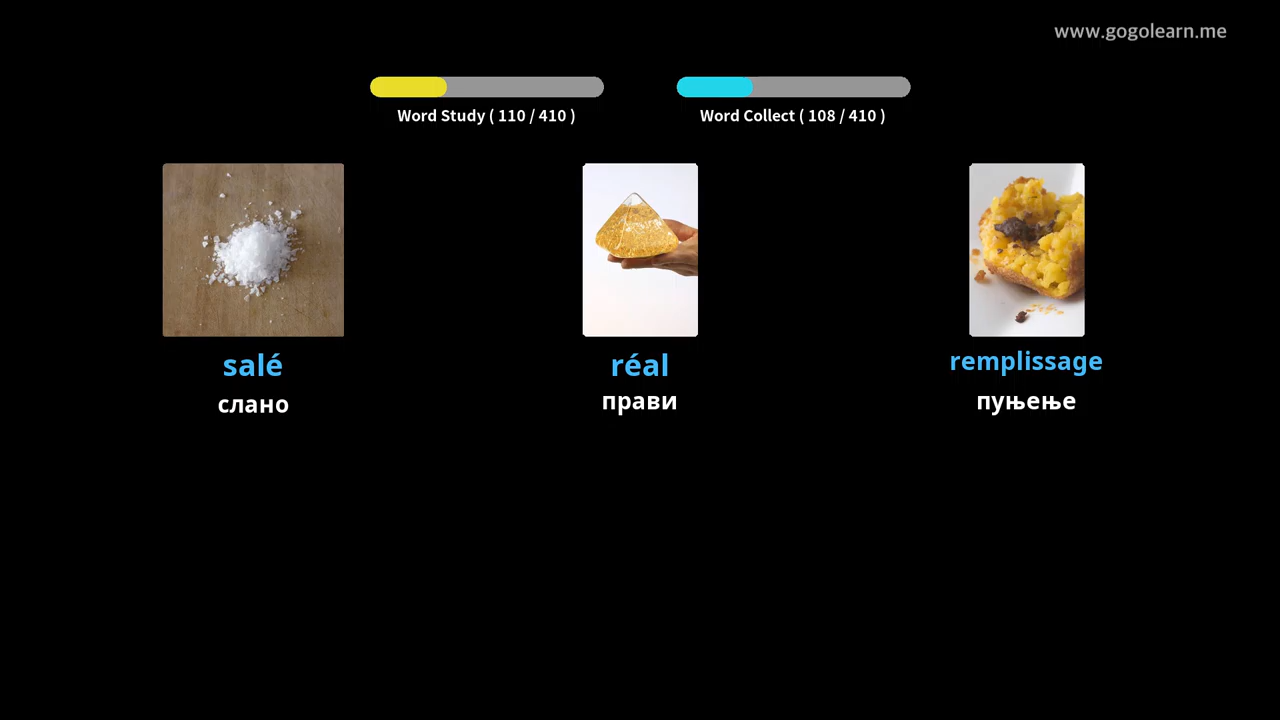 www.gogolearn.me
Word Study ( 110 / 410 )
Word Collect ( 108 / 410 )
salé
réal
remplissage
слано
прави
пуњење